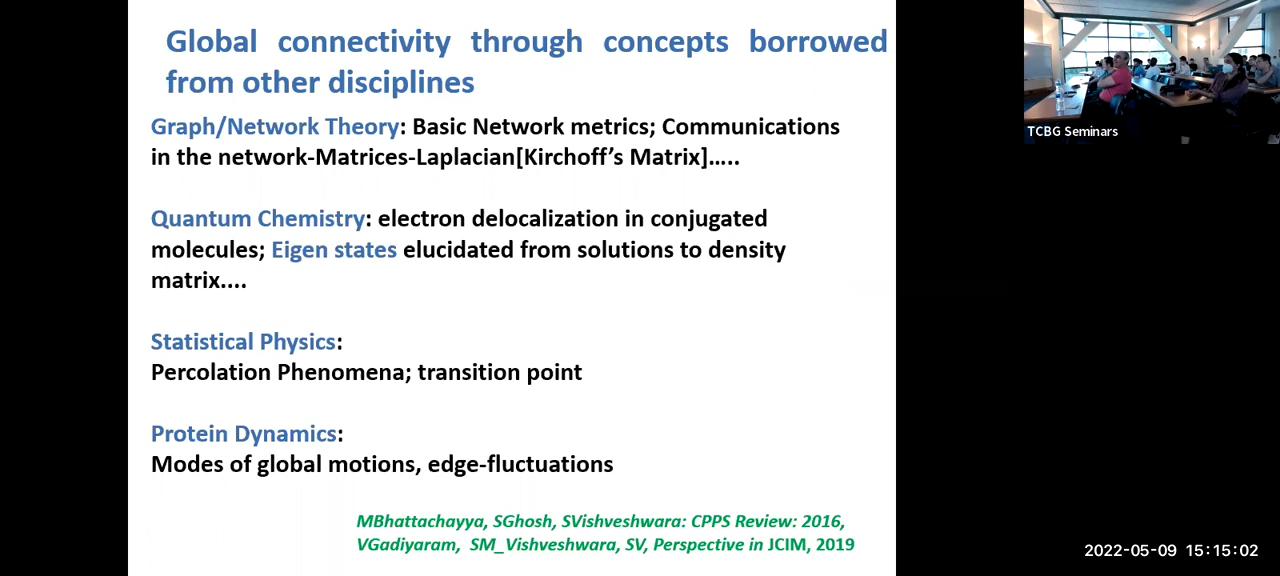 Global connectivity through concepts borrowed
from other disciplines
Graph/Network Theory: Basic Network metrics; Communications
in the network-Matrices-Laplacian[Kirchoff’s Matrix]…..
Quantum Chemistry: electron delocalization in conjugated
molecules; Eigen states elucidated from solutions to density
matrix....
Statistical Physics:
Percolation Phenomena; transition point
Protein Dynamics:
Modes of global motions, edge-fluctuations
MBhattachayya, SGhosh, SVishveshwara: CPPS Review: 2016,
VGadiyaram, SM_Vishveshwara, SV, Perspective in JCIM, 2019
TCBG Seminars
2022-05-09 15:15:02